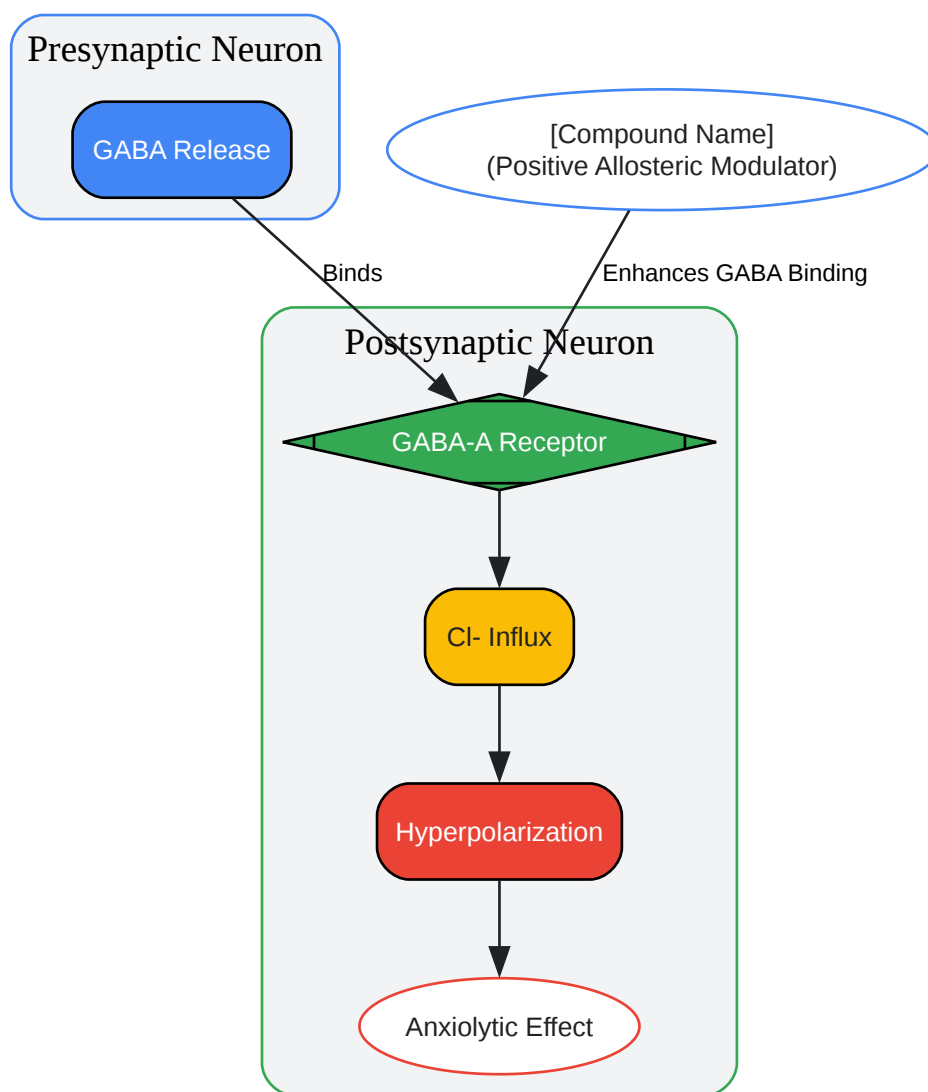 Presynaptic Neuron
GABA Release
[Compound Name]
(Positive Allosteric Modulator)
Binds
Enhances GABA Binding
Postsynaptic Neuron
GABA-A Receptor
Cl- Influx
Hyperpolarization
Anxiolytic Effect